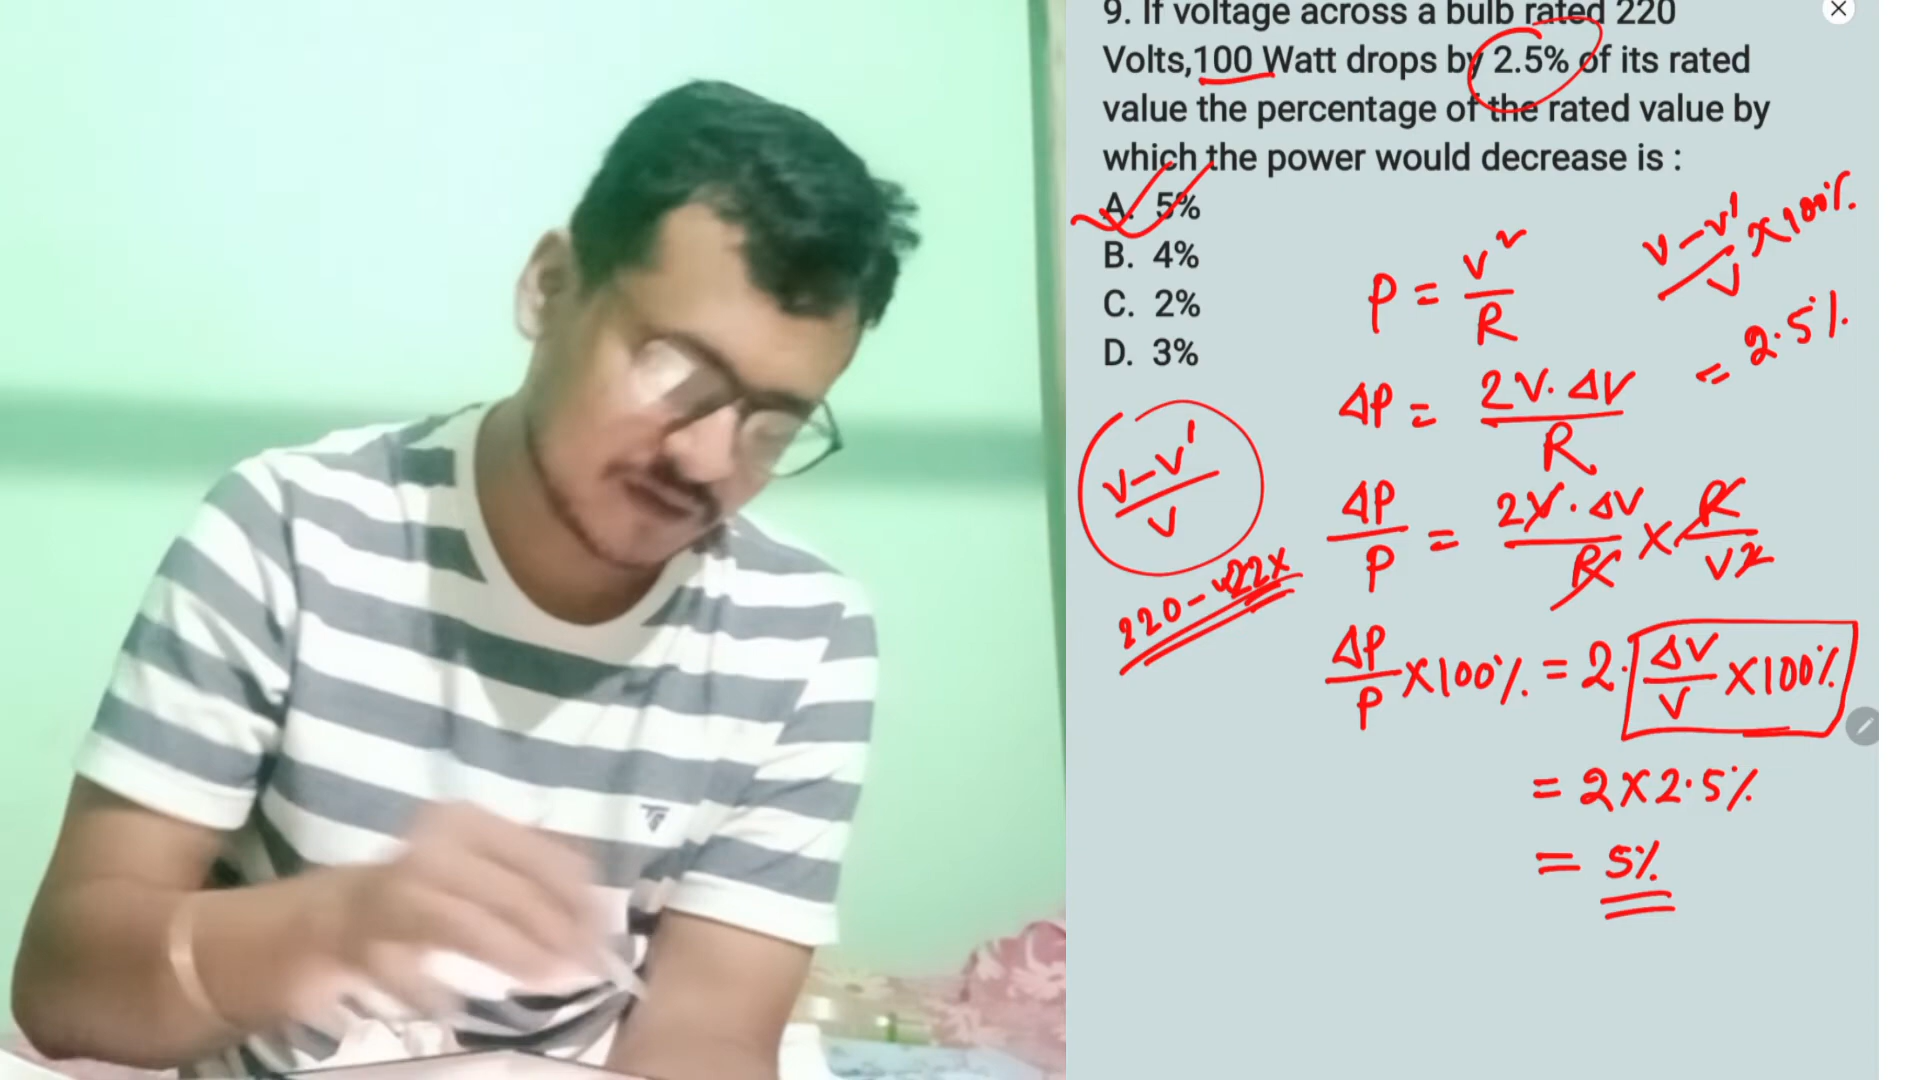 9. If voltage across a bulb rated 220
Volts,100 Watt drops by 2.5% of its rated
value the percentage of the rated value by
which the power would decrease is :
A. 5%
B. 4%
C. 2%
D. 3%
V-V'/V ×100%
= 2.5%
P = V²/R
ΔP = 2V.ΔV/R
V-V'/V
ΔP/P = 2V.ΔV/R × R/V2
220-
ΔP/P ×100% = 2. ΔV/V ×100%
= 2×2.5%
= 5%